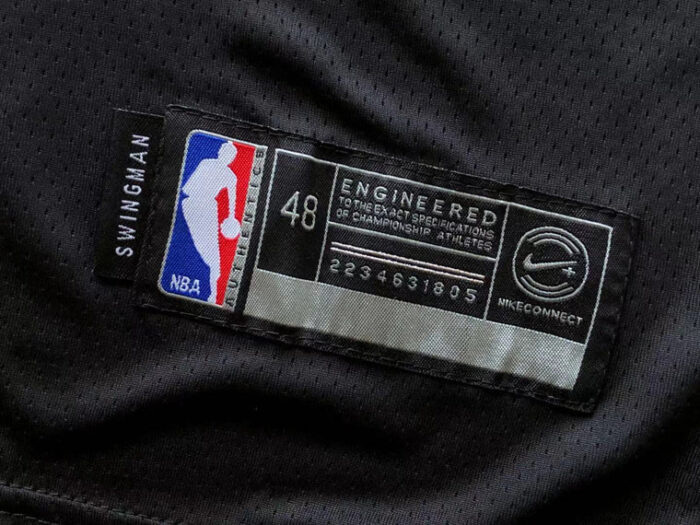 SWINGMAN
NBA
AUTHENTICS
48
ENGINEERED
TO THE EXACT SPECIFICATIONS
OF CHAMPIONSHIP ATHLETES
2234631805
NIKECONNECT